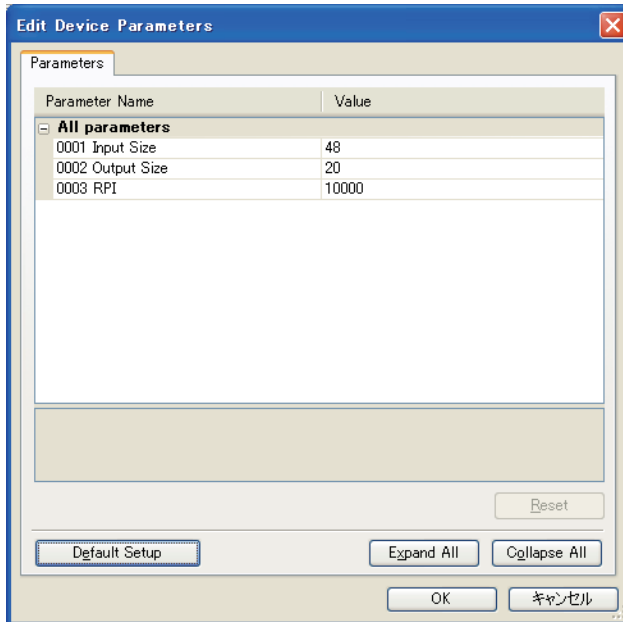 Edit Device Parameters
Parameters
Parameter Name Value
All parameters
0001 Input Size 48
0002 Output Size 20
0003 RPI 10000
Reset
Default Setup Expand All Collapse All
OK キャンセル